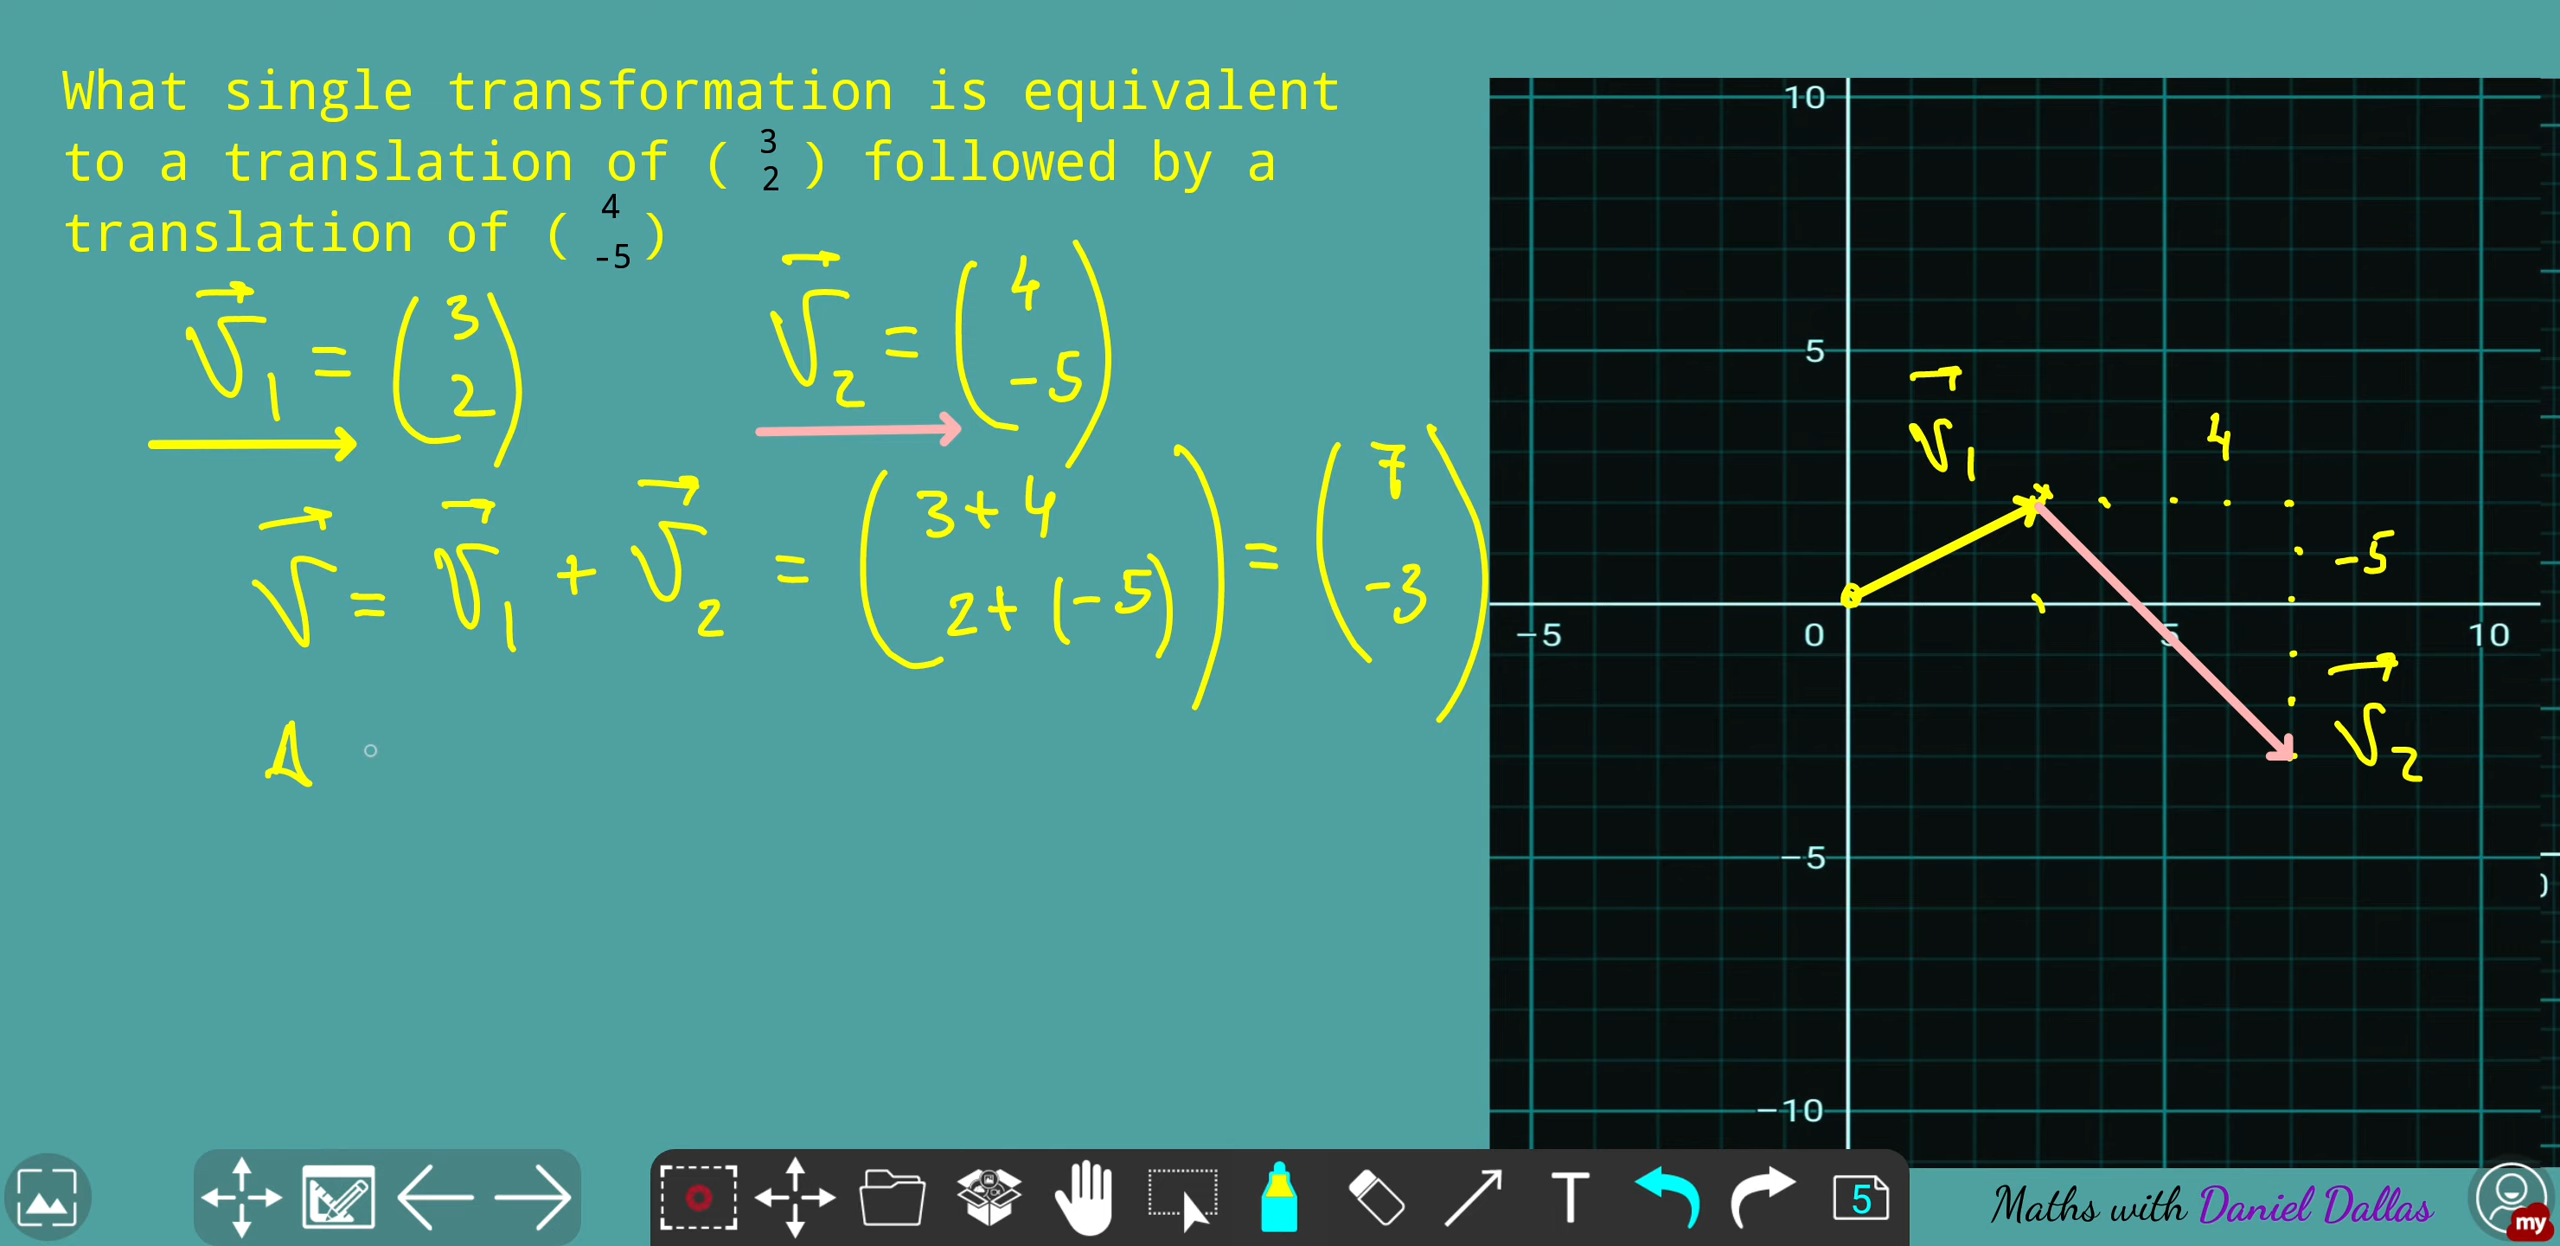 What single transformation is equivalent
to a translation of ( 3 2 ) followed by a
translation of ( 4 -5 )
v₁ = ( 3 2 )
v₂ = ( 4 -5 )
v = v₁ + v₂ = ( 3+4 2+(-5) ) = ( 7 -3 )
A
10
5
-5
0
5
10
-5
-10
v₁
4
-5
v₂
5
Maths with Daniel Dallas
my